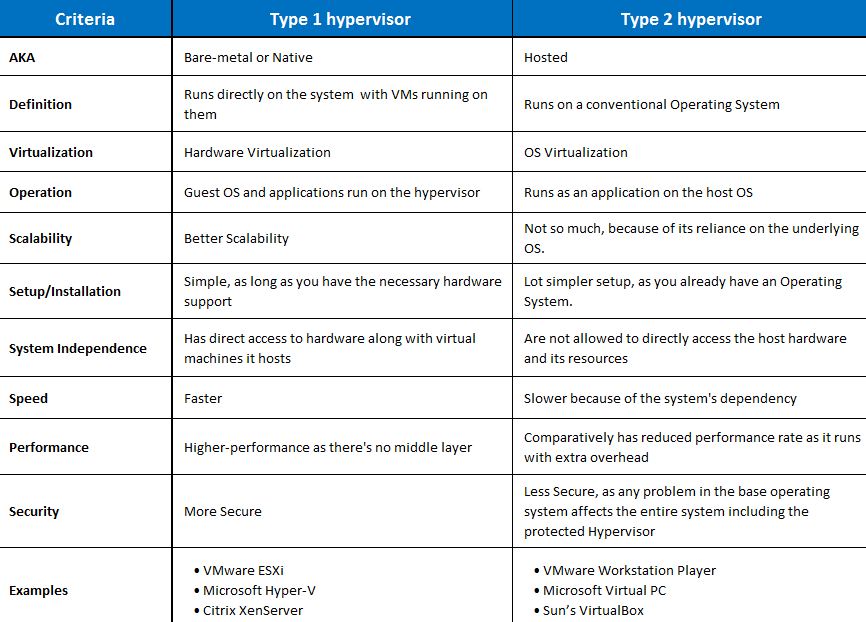 Criteria Type 1 hypervisor Type 2 hypervisor
AKA Bare-metal or Native Hosted
Definition Runs directly on the system with VMs running on
them Runs on a conventional Operating System
Virtualization Hardware Virtualization OS Virtualization
Operation Guest OS and applications run on the hypervisor Runs as an application on the host OS
Scalability Better Scalability Not so much, because of its reliance on the underlying
OS.
Setup/Installation Simple, as long as you have the necessary hardware
support Lot simpler setup, as you already have an Operating
System.
System Independence Has direct access to hardware along with virtual
machines it hosts Are not allowed to directly access the host hardware
and its resources
Speed Faster Slower because of the system's dependency
Performance Higher-performance as there's no middle layer Comparatively has reduced performance rate as it runs
with extra overhead
Security More Secure Less Secure, as any problem in the base operating
system affects the entire system including the
protected Hypervisor
Examples • VMware ESXi
• Microsoft Hyper-V
• Citrix XenServer
• VMware Workstation Player
• Microsoft Virtual PC
• Sun’s VirtualBox